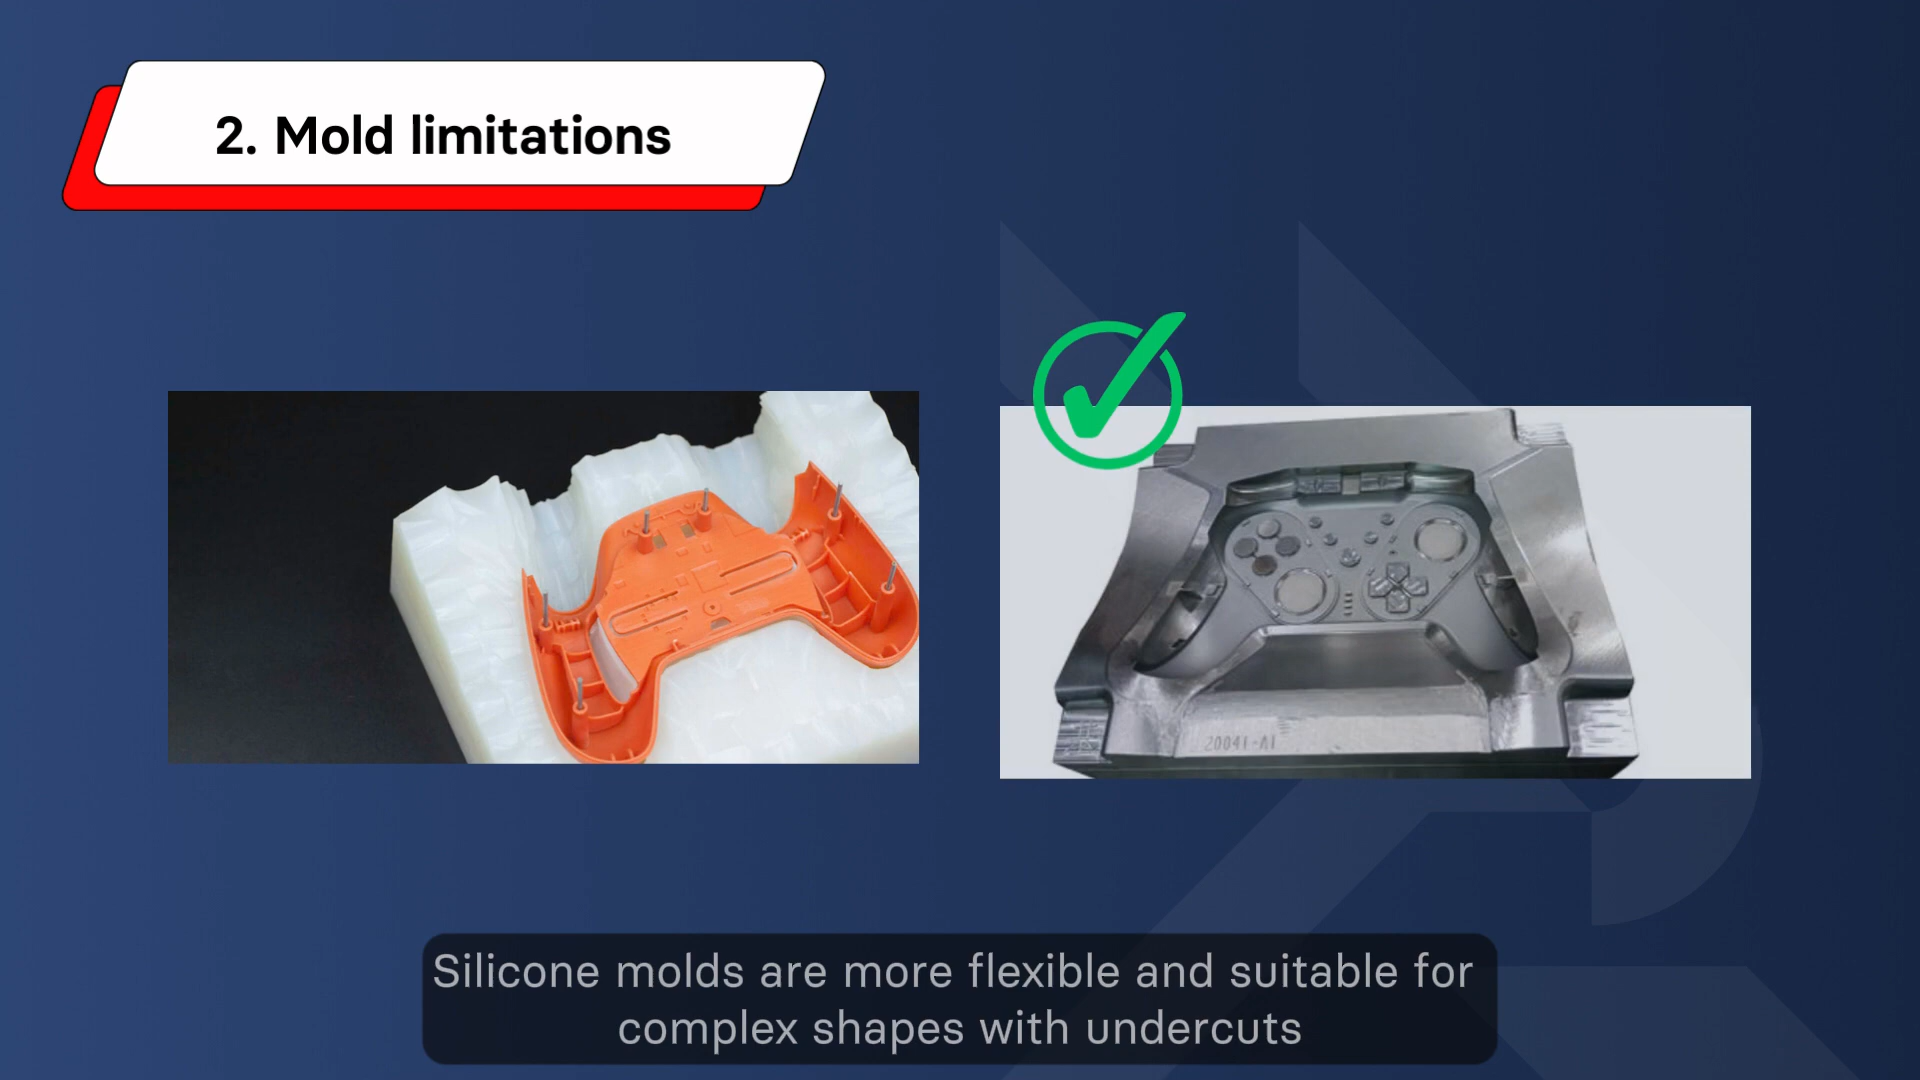 2. Mold limitations
20041-A1
Silicone molds are more flexible and suitable for
complex shapes with undercuts